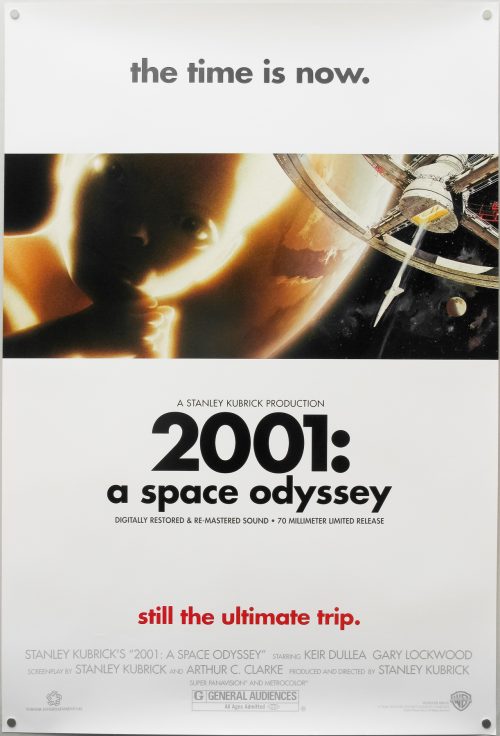 the time is now.
A STANLEY KUBRICK PRODUCTION
2001:
a space odyssey
DIGITALLY RESTORED & RE-MASTERED SOUND • 70 MILLIMETER LIMITED RELEASE
still the ultimate trip.
STANLEY KUBRICK'S "2001: A SPACE ODYSSEY" STARRING KEIR DULLEA GARY LOCKWOOD
SCREENPLAY BY STANLEY KUBRICK AND ARTHUR C. CLARKE PRODUCED AND DIRECTED BY STANLEY KUBRICK
SUPER PANAVISION® AND METROCOLOR®
G GENERAL AUDIENCES
All Ages Admitted